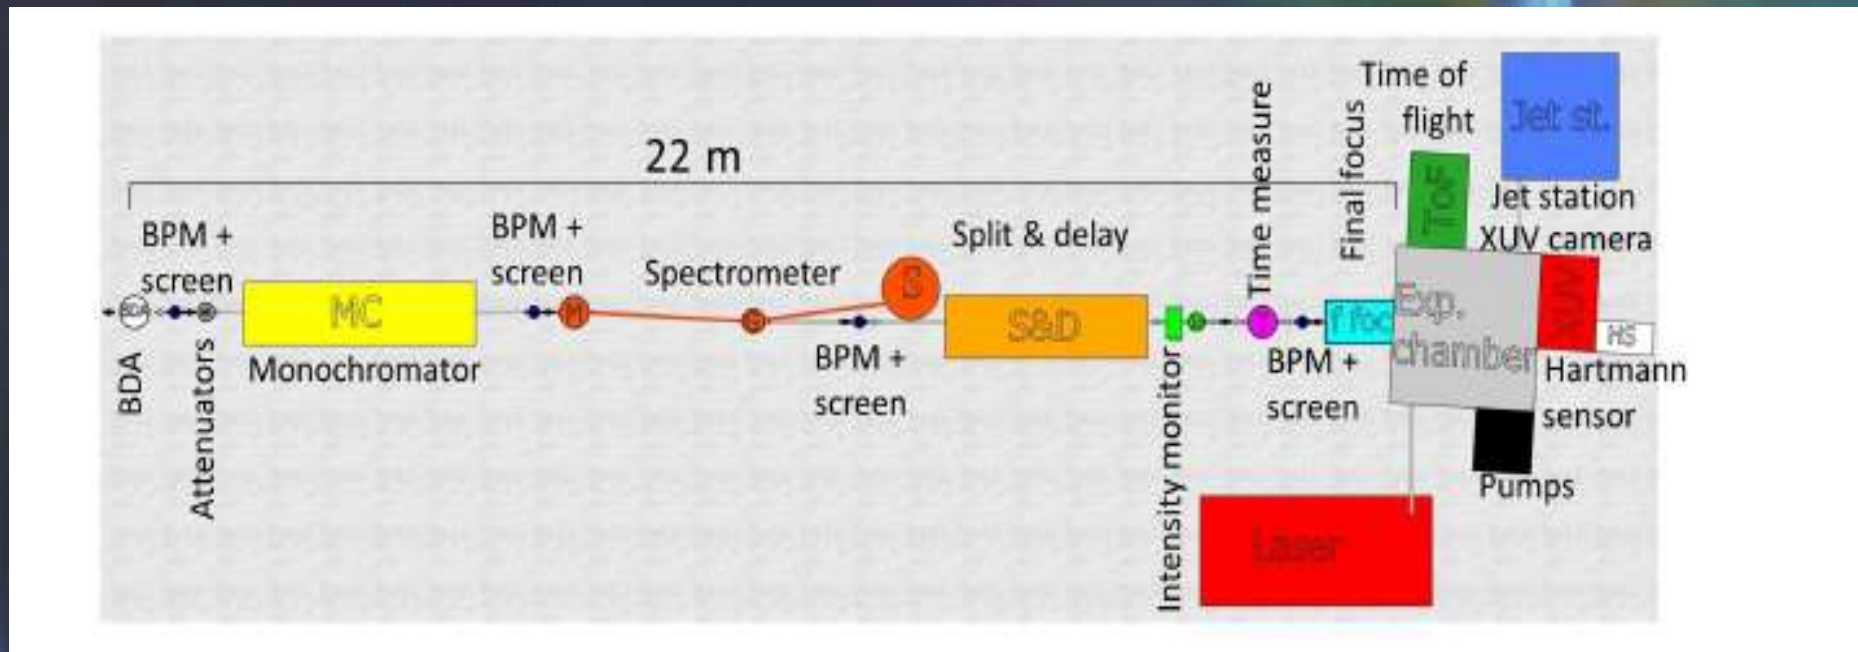 22 m
BPM +
screen
BPM +
screen
Spectrometer
Split & delay
Time measure
Final focus
Time of
flight
ToF
Jet st.
Jet station
XUV camera
MC
M
G
S
S&D
f foc
Exp.
chamber
XUV
HS
BDA
Attenuators
Monochromator
BPM +
screen
Intensity monitor
BPM +
screen
Hartmann
sensor
Pumps
Laser